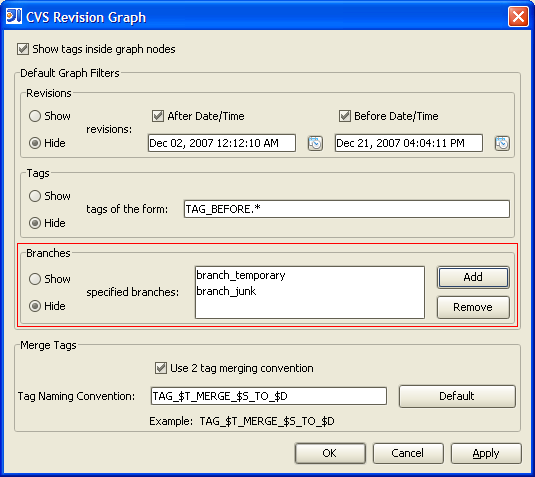 CVS Revision Graph
Show tags inside graph nodes
Default Graph Filters
Revisions
Show
Hide
revisions:
After Date/Time
Before Date/Time
Dec 02, 2007 12:12:10 AM
Dec 21, 2007 04:04:11 PM
Tags
Show
Hide
tags of the form:
TAG_BEFORE.*
Branches
Show
Hide
specified branches:
branch_temporary
branch_junk
Add
Remove
Merge Tags
Use 2 tag merging convention
Tag Naming Convention:
TAG_$T_MERGE_$S_TO_$D
Default
Example: TAG_$T_MERGE_$S_TO_$D
OK
Cancel
Apply